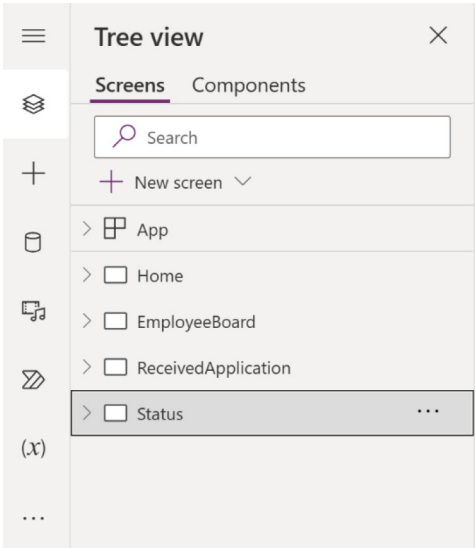 Tree view
Screens Components
Search
New screen
App
Home
EmployeeBoard
ReceivedApplication
Status
(x)